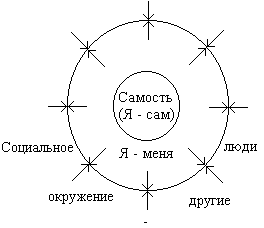 Самость
(Я - сам)
Социальное
Я - меня
люди
окружение
другие
-